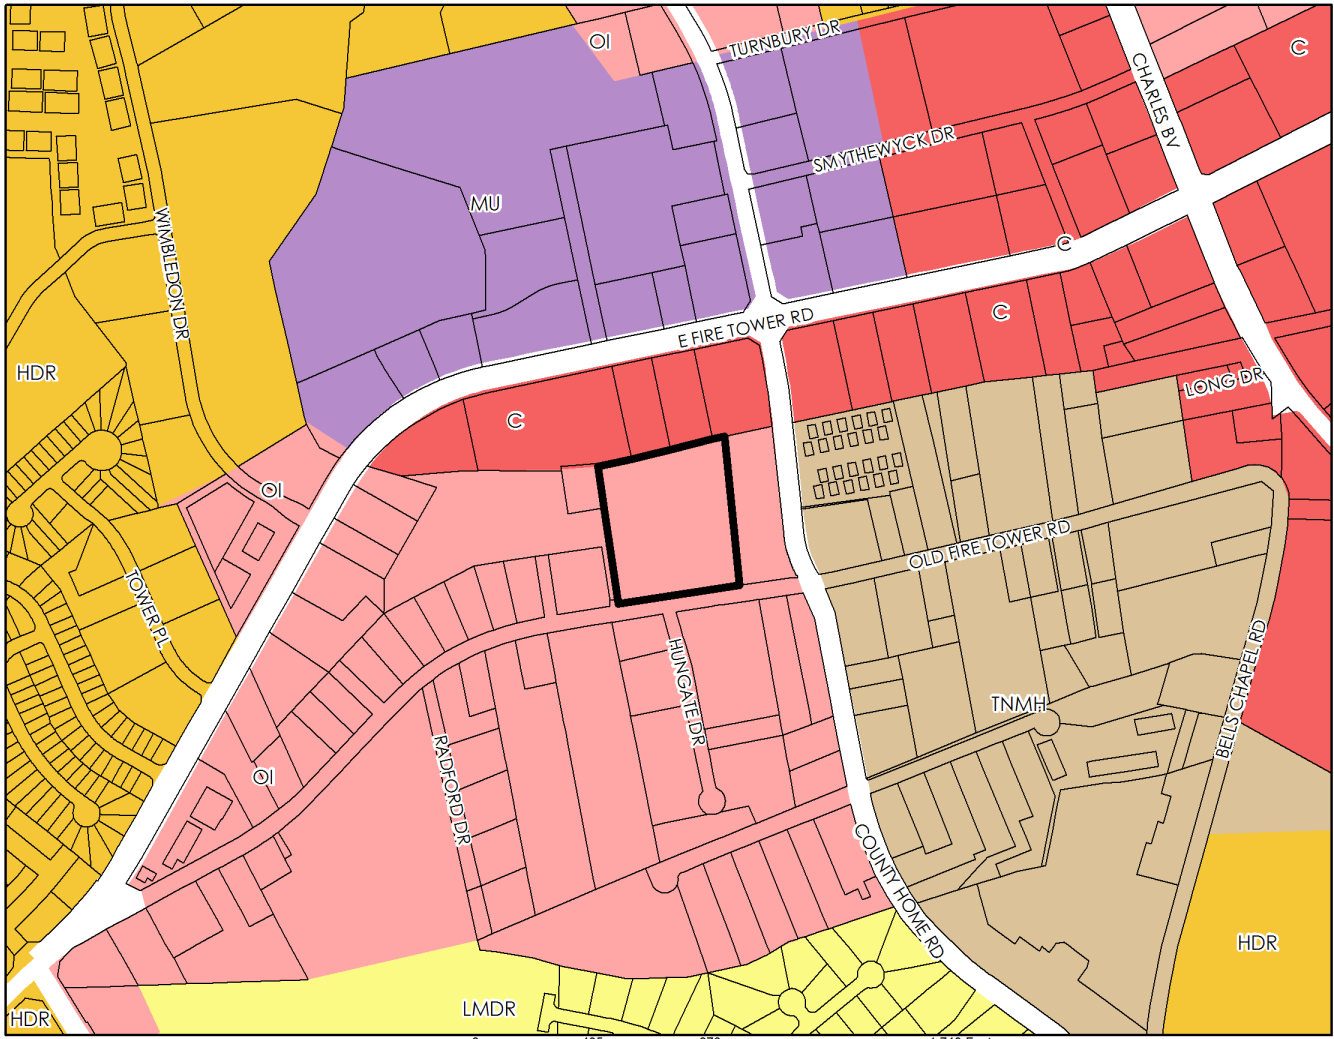 OI
TURNBURY DR
C
CHARLES BV
SMYTHEWYCK DR
MU
WIMBLEDON DR
C
E FIRE TOWER RD
C
HDR
LONG DR
C
OI
OLD FIRE TOWER RD
TOWER PL
HUNGATE DR
BELLS CHAPEL RD
TNMH
RADFORD DR
OI
COUNTY HOME RD
HDR
LMDR
HDR